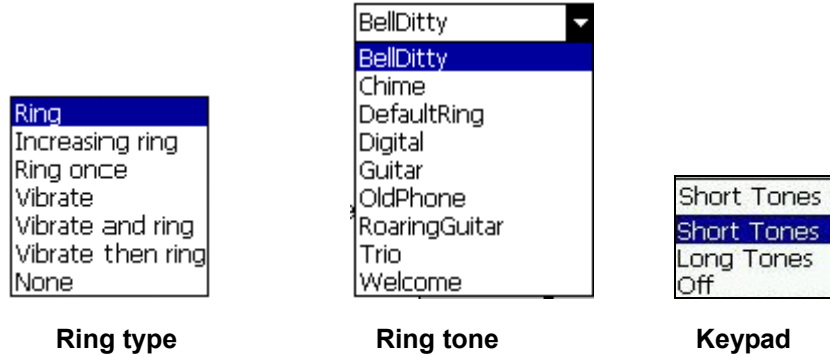 Ring
Increasing ring
Ring once
Vibrate
Vibrate and ring
Vibrate then ring
None
Ring type
BellDitty
BellDitty
Chime
DefaultRing
Digital
Guitar
OldPhone
RoaringGuitar
Trio
Welcome
Ring tone
Short Tones
Short Tones
Long Tones
Off
Keypad